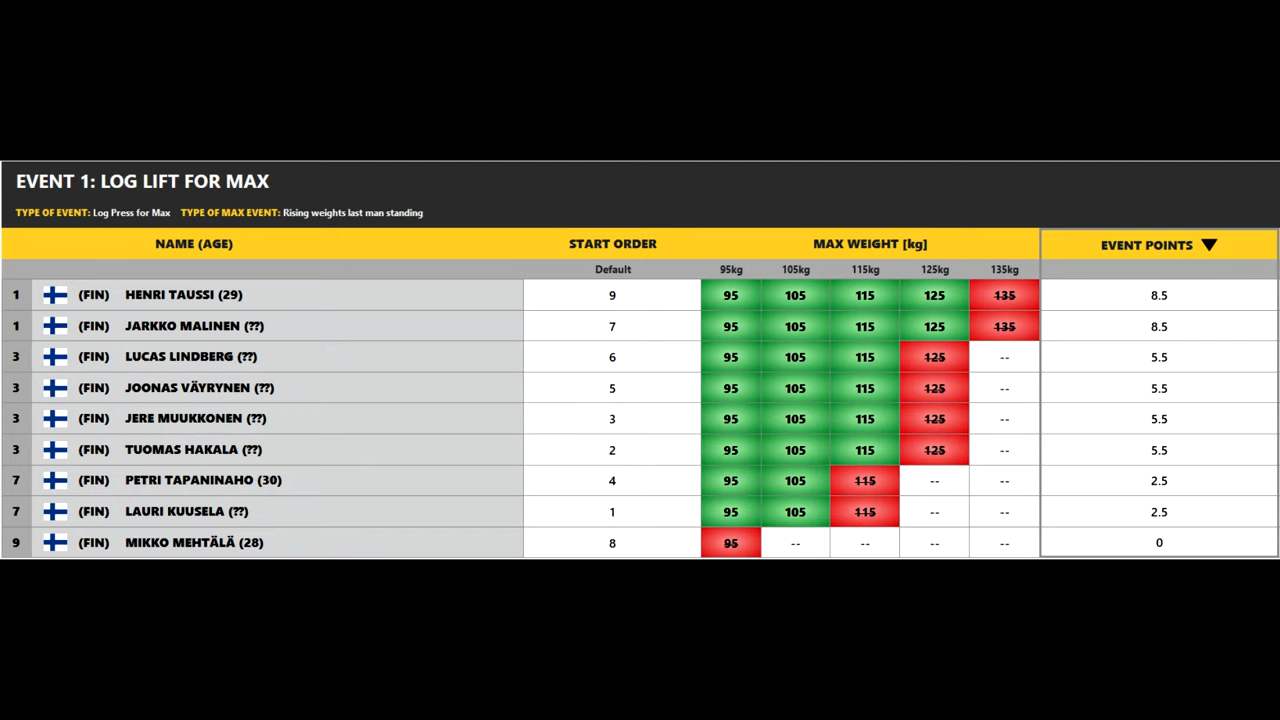 EVENT 1: LOG LIFT FOR MAX
TYPE OF EVENT: Log Press for Max TYPE OF MAX EVENT: Rising weights last man standing
NAME (AGE) START ORDER MAX WEIGHT [kg] EVENT POINTS ▼
Default 95kg 105kg 115kg 125kg 135kg
1 (FIN) HENRI TAUSSI (29) 9 95 105 115 125 135 8.5
1 (FIN) JARKKO MALINEN (??) 7 95 105 115 125 135 8.5
3 (FIN) LUCAS LINDBERG (??) 6 95 105 115 125 -- 5.5
3 (FIN) JOONAS VÄYRYNEN (??) 5 95 105 115 125 -- 5.5
3 (FIN) JERE MUUKKONEN (??) 3 95 105 115 125 -- 5.5
3 (FIN) TUOMAS HAKALA (??) 2 95 105 115 125 -- 5.5
7 (FIN) PETRI TAPANINAHO (30) 4 95 105 115 -- -- 2.5
7 (FIN) LAURI KUUSELA (??) 1 95 105 115 -- -- 2.5
9 (FIN) MIKKO MEHTÄLÄ (28) 8 95 -- -- -- -- 0